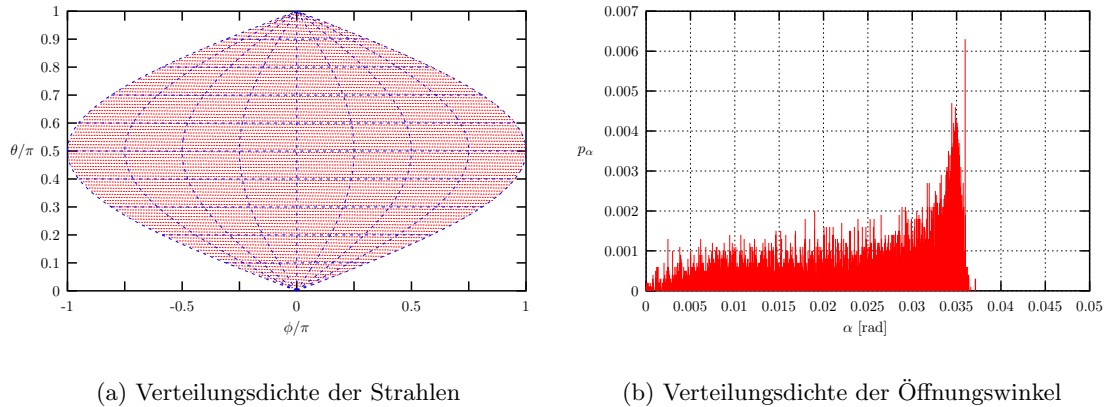 1
0.9
0.8
0.7
0.6
θ/π 0.5
0.4
0.3
0.2
0.1
0
-1 -0.5 0 0.5 1
ϕ/π
0.007
0.006
0.005
0.004
pα
0.003
0.002
0.001
0.000
0 0.005 0.01 0.015 0.02 0.025 0.03 0.035 0.04 0.045 0.05
α [rad]
(a) Verteilungsdichte der Strahlen
(b) Verteilungsdichte der Öffnungswinkel